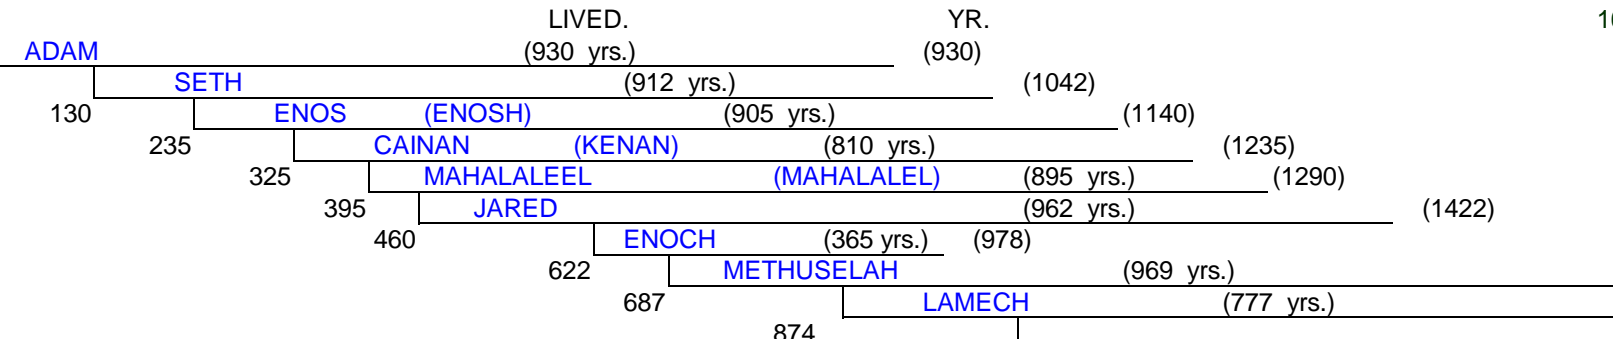 LIVED. YR. 1
ADAM (930 yrs.) (930)
SETH (912 yrs.) (1042)
130 ENOS (ENOSH) (905 yrs.) (1140)
235 CAINAN (KENAN) (810 yrs.) (1235)
325 MAHALALEEL (MAHALALEL) (895 yrs.) (1290)
395 JARED (962 yrs.) (1422)
460 ENOCH (365 yrs.) (978)
622 METHUSELAH (969 yrs.)
687 LAMECH (777 yrs.)
874